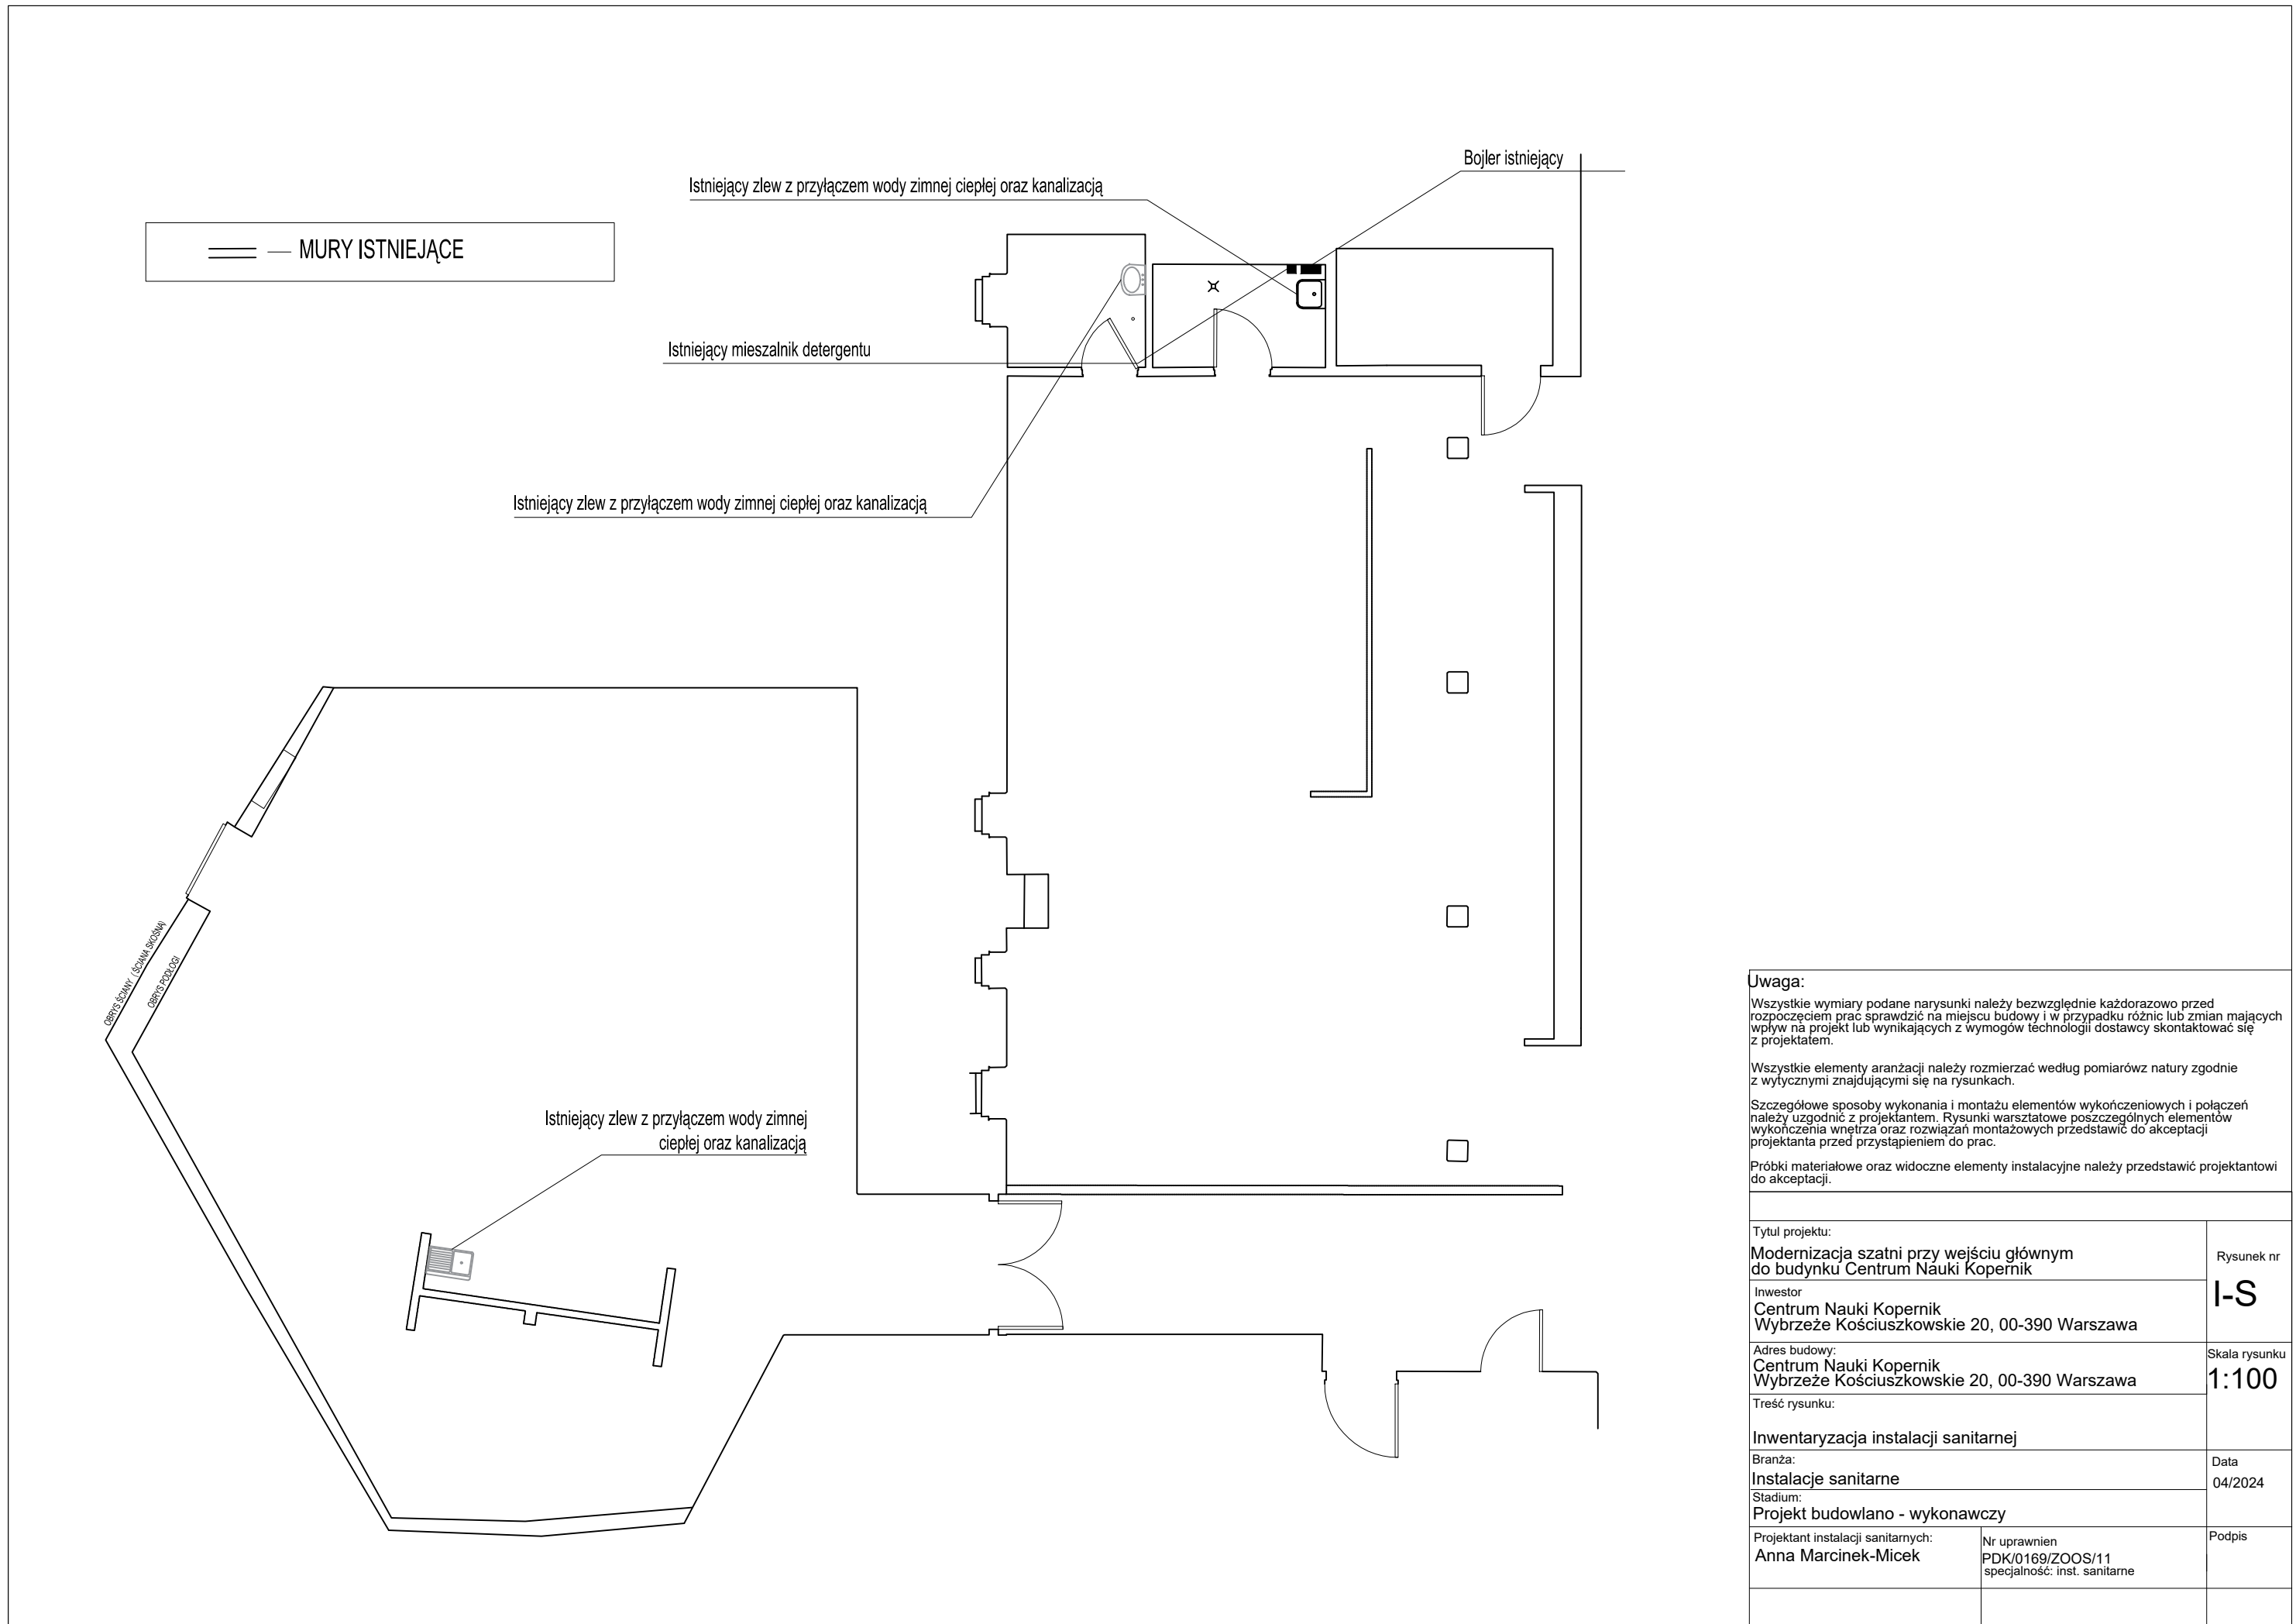 Bojler istniejący
Istniejący zlew z przyłączem wody zimnej ciepłej oraz kanalizacją
— MURY ISTNIEJĄCE
Istniejący mieszalnik detergentu
Istniejący zlew z przyłączem wody zimnej ciepłej oraz kanalizacją
OBRYS ŚCIANY (ŚCIANA SKOŚNA)
OBRYS PODŁOGI
Istniejący zlew z przyłączem wody zimnej
ciepłej oraz kanalizacją
Uwaga:
Wszystkie wymiary podane narysunki należy bezwzględnie każdorazowo przed
rozpoczęciem prac sprawdzić na miejscu budowy i w przypadku różnic lub zmian mających
wpływ na projekt lub wynikających z wymogów technologii dostawcy skontaktować się
z projektatem.
Wszystkie elementy aranżacji należy rozmierzać według pomiarówz natury zgodnie
z wytycznymi znajdującymi się na rysunkach.
Szczegółowe sposoby wykonania i montażu elementów wykończeniowych i połączeń
należy uzgodnić z projektantem. Rysunki warsztatowe poszczególnych elementów
wykończenia wnętrza oraz rozwiązań montażowych przedstawić do akceptacji
projektanta przed przystąpieniem do prac.
Próbki materiałowe oraz widoczne elementy instalacyjne należy przedstawić projektantowi
do akceptacji.
Tytul projektu:
Modernizacja szatni przy wejściu głównym
do budynku Centrum Nauki Kopernik
Rysunek nr
I-S
Inwestor
Centrum Nauki Kopernik
Wybrzeże Kościuszkowskie 20, 00-390 Warszawa
Adres budowy:
Centrum Nauki Kopernik
Wybrzeże Kościuszkowskie 20, 00-390 Warszawa
Skala rysunku
1:100
Treść rysunku:
Inwentaryzacja instalacji sanitarnej
Branża:
Instalacje sanitarne
Data
04/2024
Stadium:
Projekt budowlano - wykonawczy
Projektant instalacji sanitarnych:
Anna Marcinek-Micek
Nr uprawnien
PDK/0169/ZOOS/11
specjalność: inst. sanitarne
Podpis